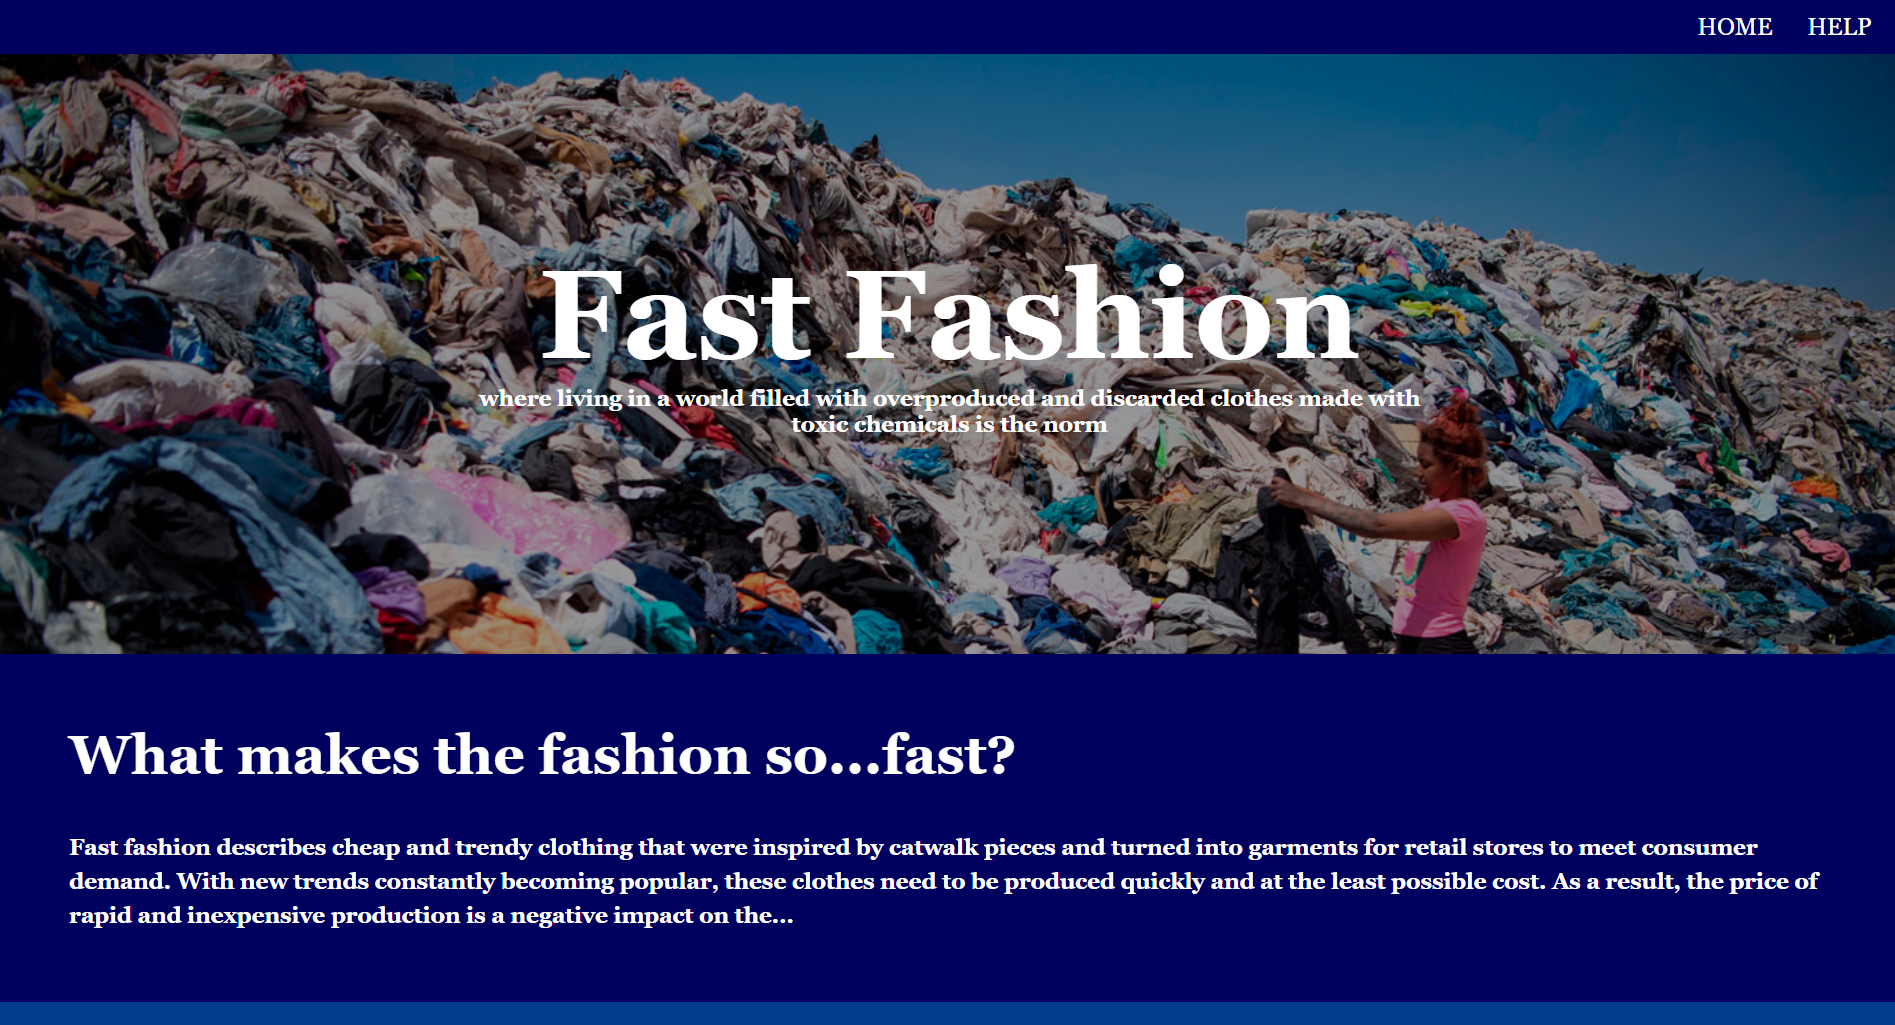 HOME HELP
Fast Fashion
where living in a world filled with overproduced and discarded clothes made with
toxic chemicals is the norm
What makes the fashion so...fast?
Fast fashion describes cheap and trendy clothing that were inspired by catwalk pieces and turned into garments for retail stores to meet consumer
demand. With new trends constantly becoming popular, these clothes need to be produced quickly and at the least possible cost. As a result, the price of
rapid and inexpensive production is a negative impact on the...